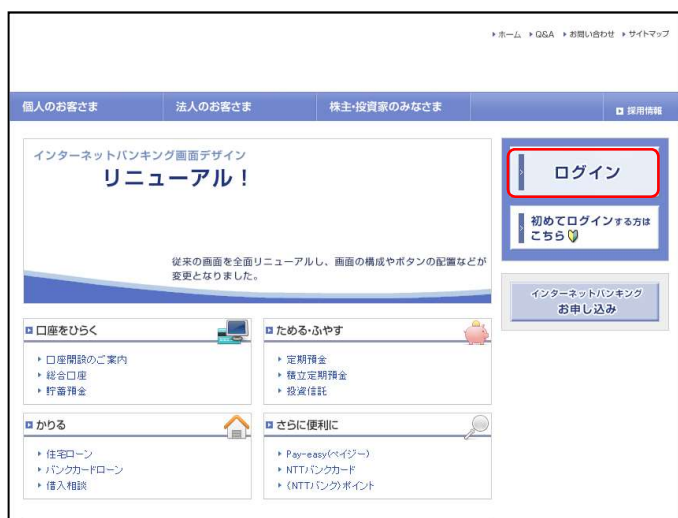 ホーム Q&A お問い合わせ サイトマップ
個人のお客さま 法人のお客さま 株主・投資家のみなさま 採用情報
インターネットバンキング画面デザイン
リニューアル！
従来の画面を全面リニューアルし、画面の構成やボタンの配置などが
変更となりました。
ログイン
初めてログインする方は
こちら
インターネットバンキング
お申し込み
口座をひらく
口座開設のご案内
総合口座
貯蓄預金
ためる・ふやす
定期預金
積立定期預金
投資信託
かりる
住宅ローン
バンクカードローン
借入相談
さらに便利に
Pay-easy(ペイジー)
NTTバンクカード
〈NTTバンク〉ポイント